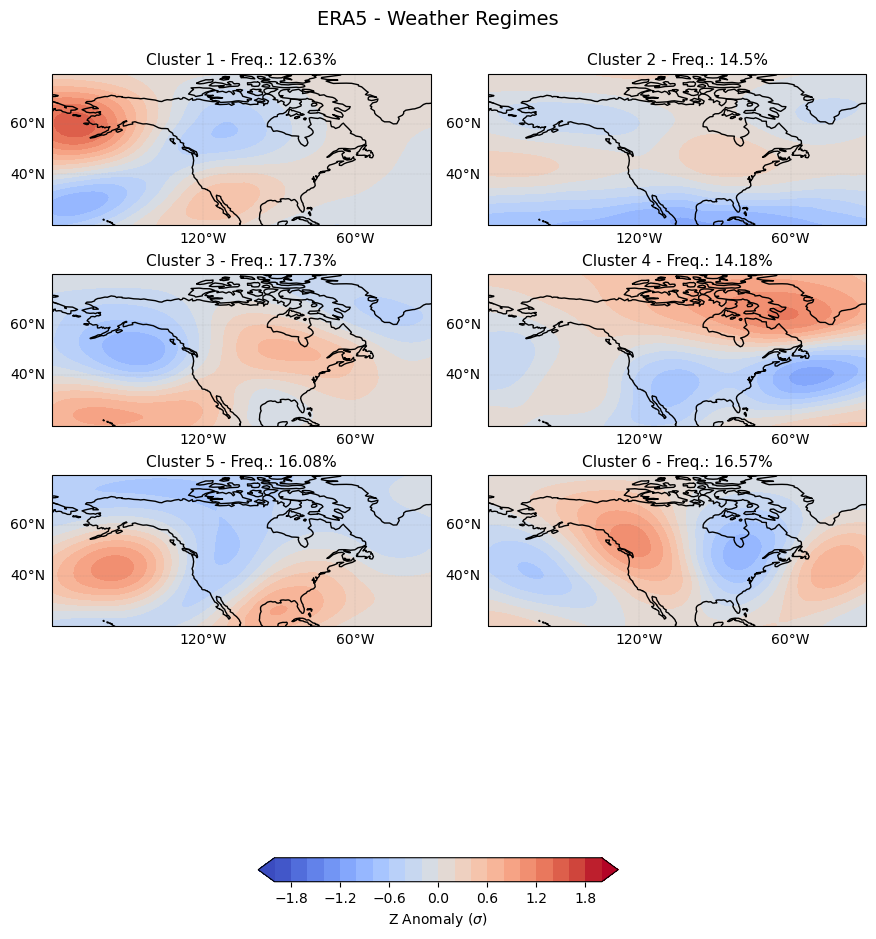 ERA5 - Weather Regimes
Cluster 1 - Freq.: 12.63%
Cluster 2 - Freq.: 14.5%
60°N
40°N
120°W
60°W
60°N
40°N
120°W
60°W
Cluster 3 - Freq.: 17.73%
Cluster 4 - Freq.: 14.18%
60°N
40°N
120°W
60°W
60°N
40°N
120°W
60°W
Cluster 5 - Freq.: 16.08%
Cluster 6 - Freq.: 16.57%
60°N
40°N
120°W
60°W
60°N
40°N
120°W
60°W
−1.8 −1.2 −0.6 0.0 0.6 1.2 1.8
Z Anomaly (σ)